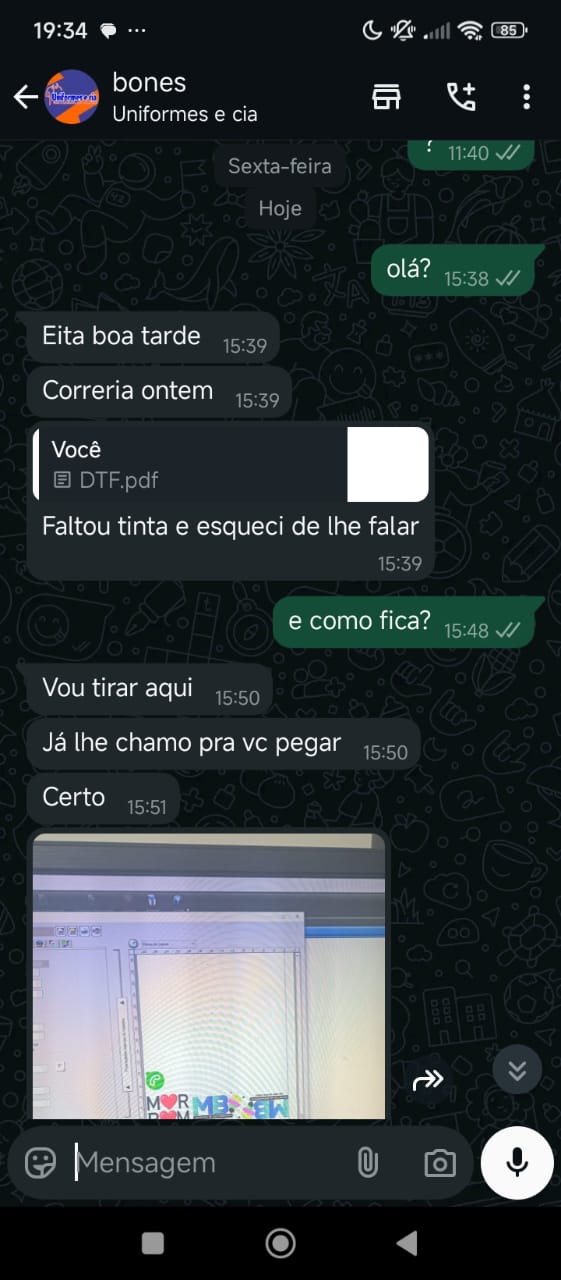 19:34
85
bones
Uniformes e cia
? 11:40
Sexta-feira
Hoje
olá? 15:38
Eita boa tarde 15:39
Correria ontem 15:39
Você
DTF.pdf
Faltou tinta e esqueci de lhe falar
15:39
e como fica? 15:48
Vou tirar aqui 15:50
Já lhe chamo pra vc pegar 15:50
Certo 15:51
Mensagem